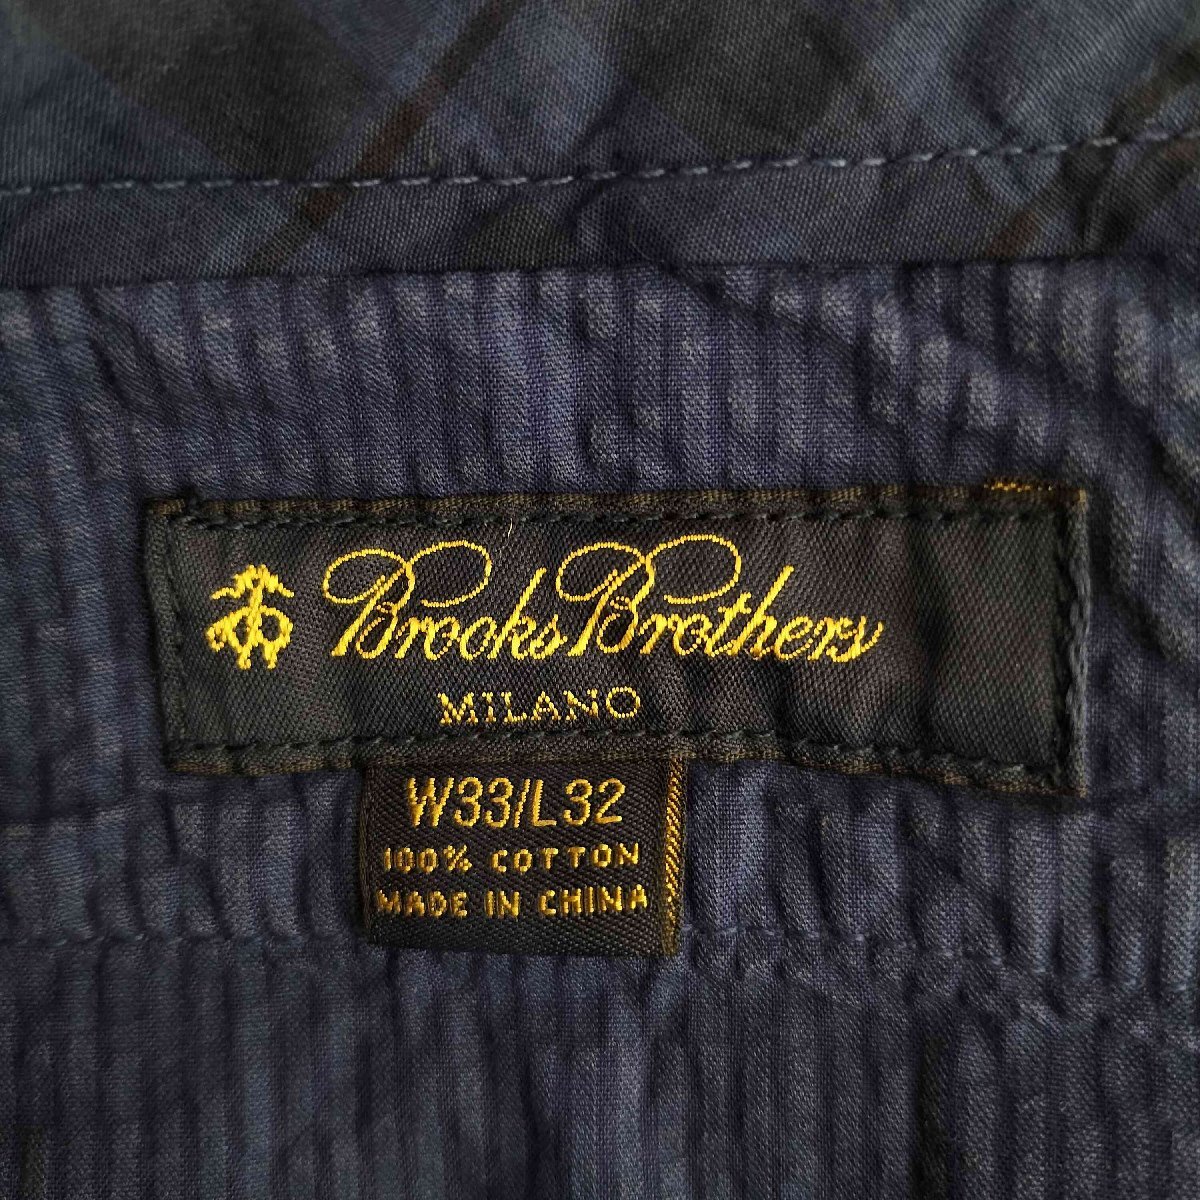 Brooks Brothers
MILANO
W33/L32
100% COTTON
MADE IN CHINA